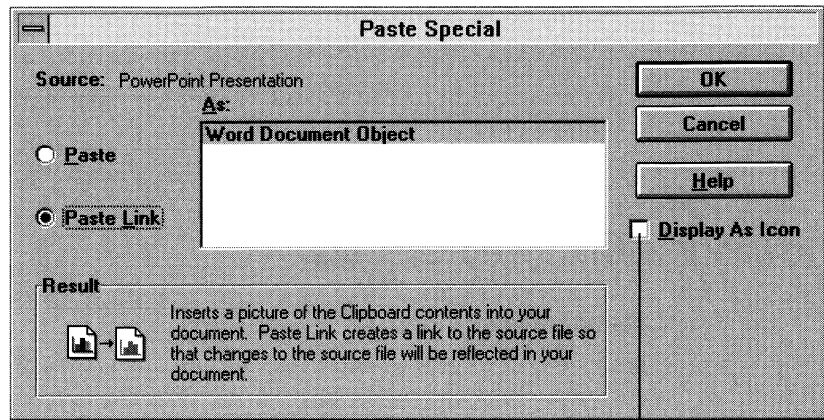 Paste Special
Source: PowerPoint Presentation
As:
Word Document Object
Paste
Paste Link
OK
Cancel
Help
Display As Icon
Result
Inserts a picture of the Clipboard contents into your
document. Paste Link creates a link to the source file so
that changes to the source file will be reflected in your
document.